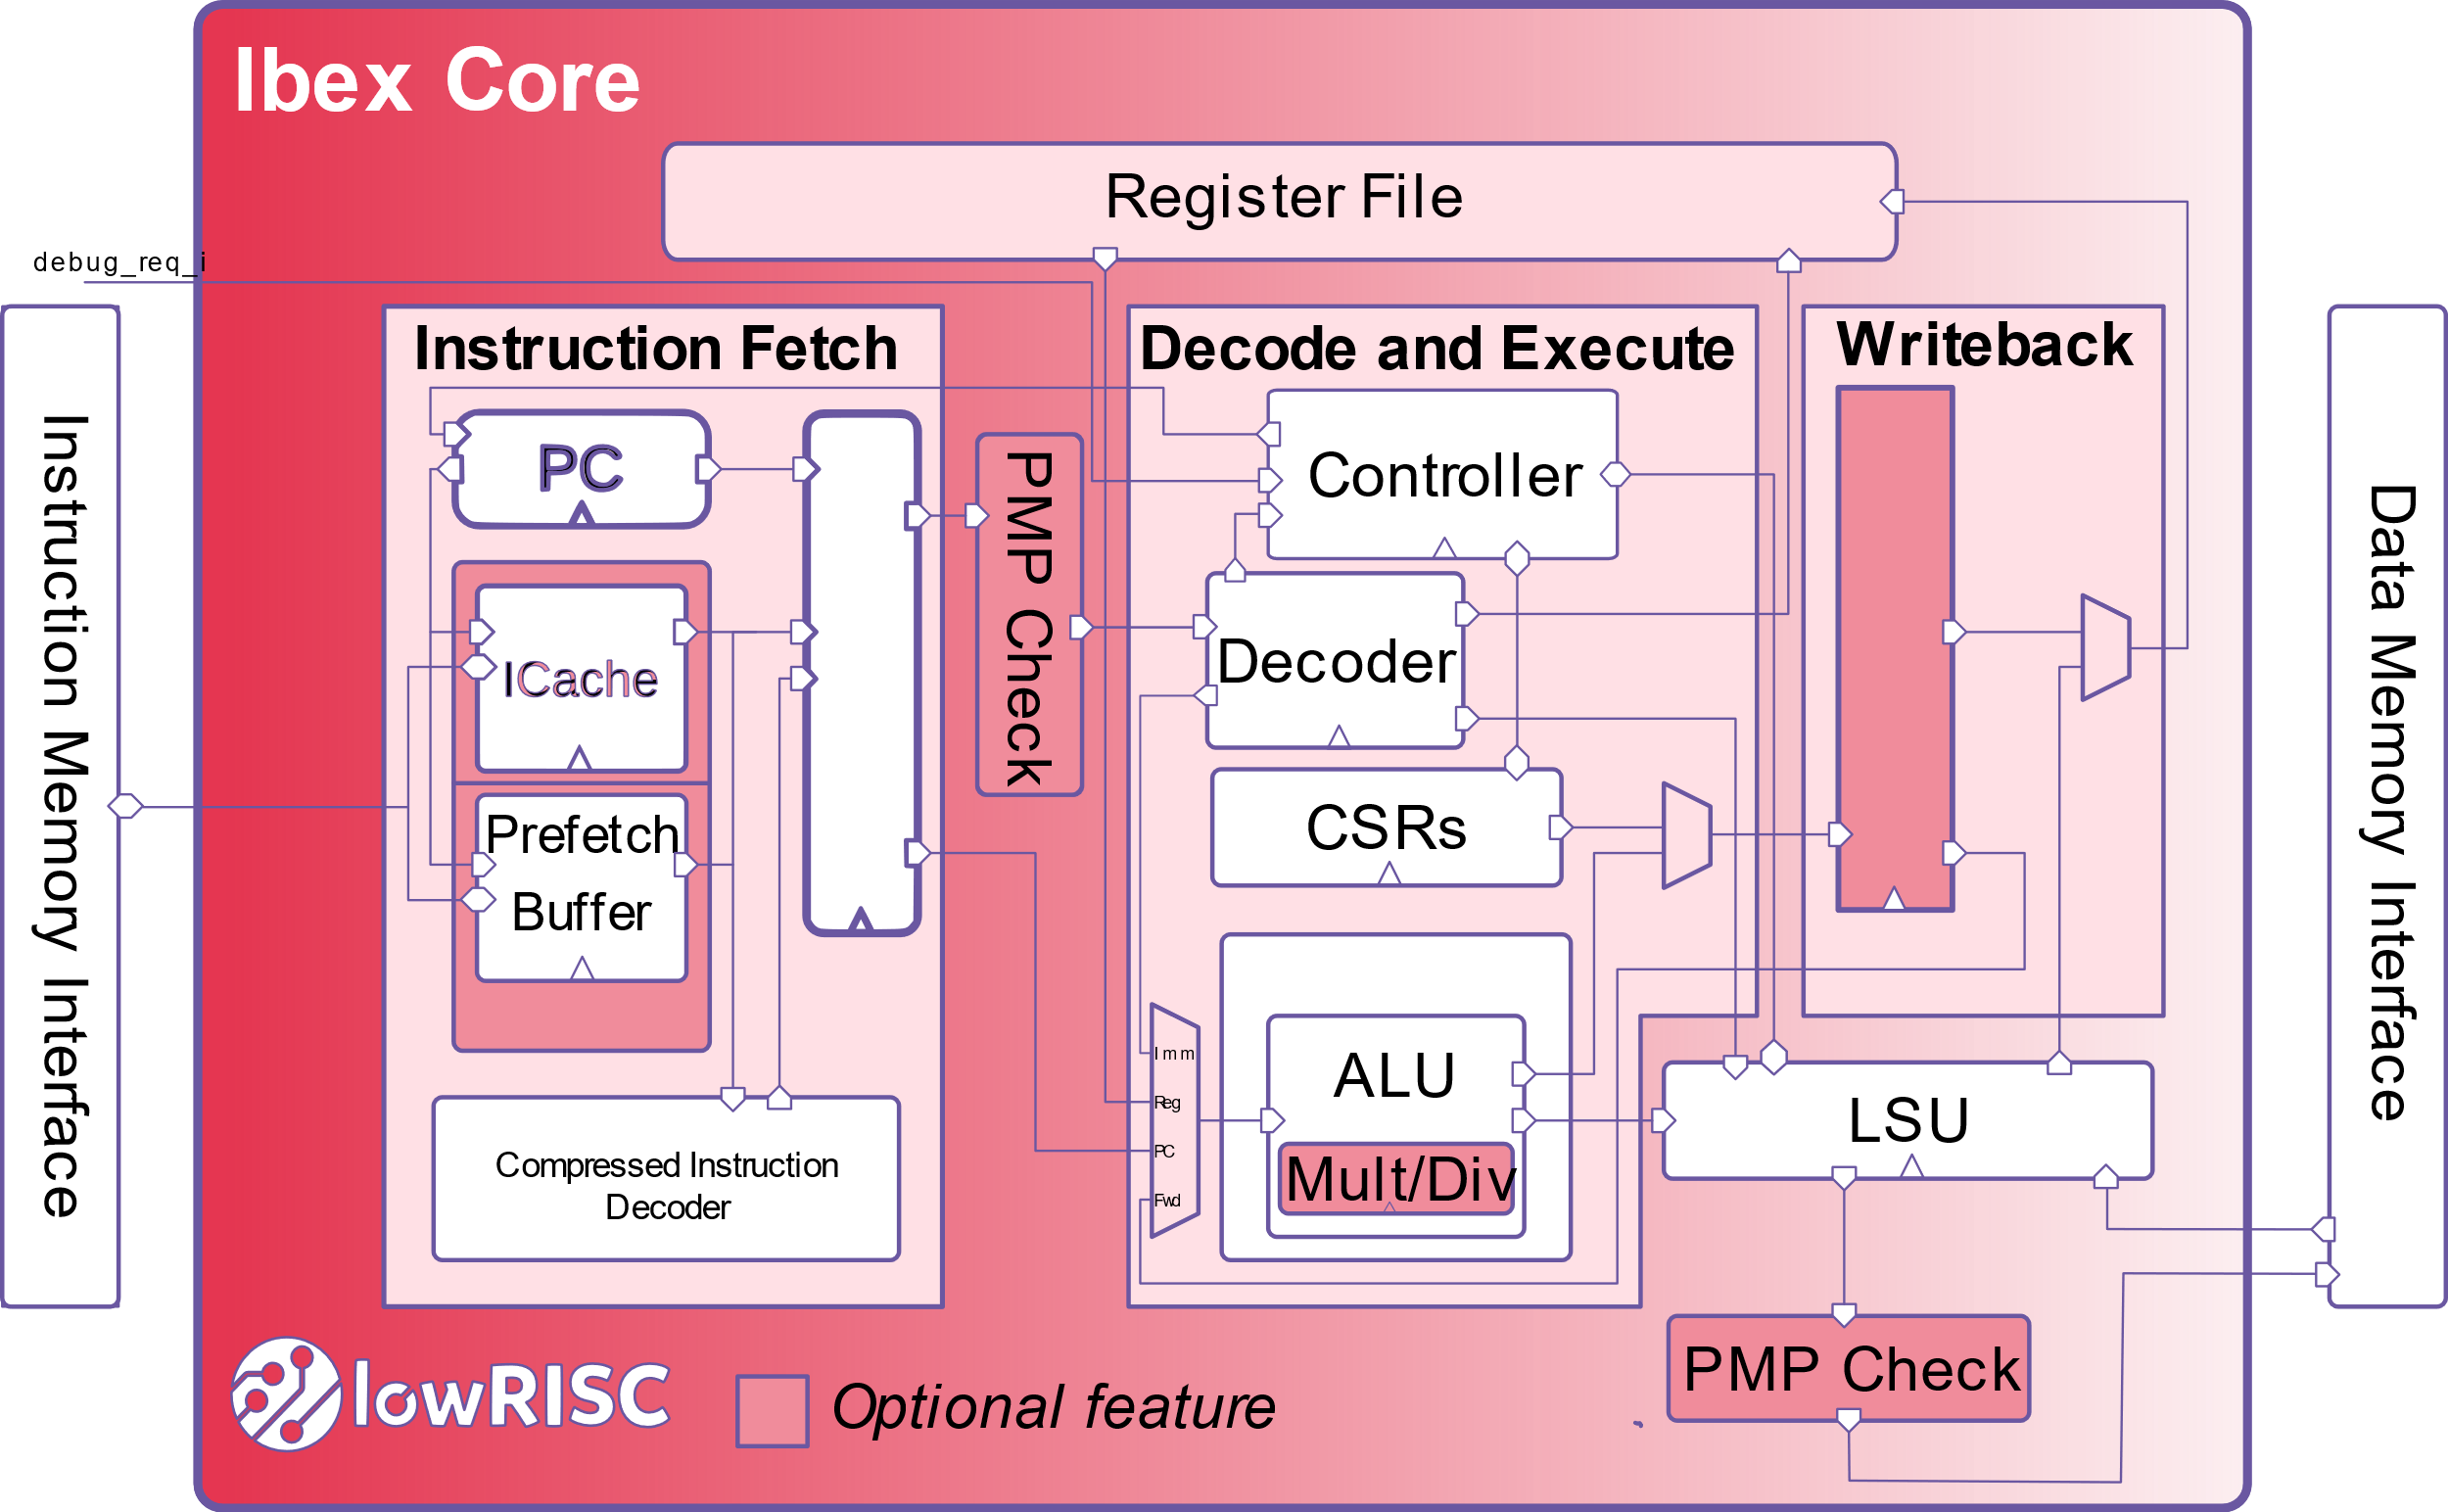 Ibex Core
Register File
debug_req_i
Instruction Memory Interface
Instruction Fetch
PC
ICache
Prefetch
Buffer
Compressed Instruction
Decoder
PMP Check
Decode and Execute
Controller
Decoder
CSRs
Imm
Reg
PC
Fwd
ALU
Mult/Div
Writeback
LSU
PMP Check
Data Memory Interface
lowRISC
Optional feature